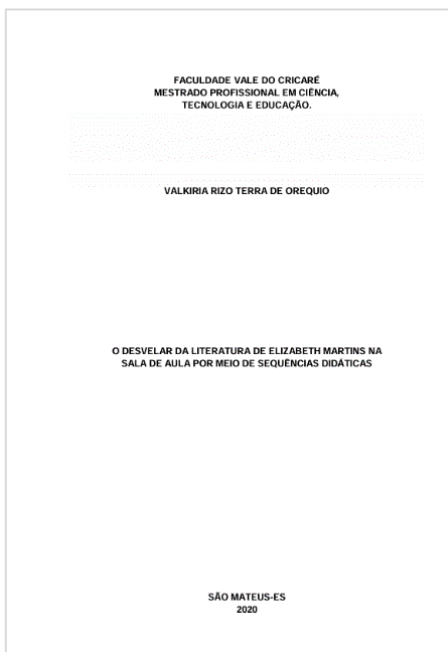 FACULDADE VALE DO CRICARÉ
MESTRADO PROFISSIONAL EM CIÊNCIA,
TECNOLOGIA E EDUCAÇÃO.
VALKIRIA RIZO TERRA DE OREQUIO
O DESVELAR DA LITERATURA DE ELIZABETH MARTINS NA
SALA DE AULA POR MEIO DE SEQUÊNCIAS DIDÁTICAS
SÃO MATEUS-ES
2020